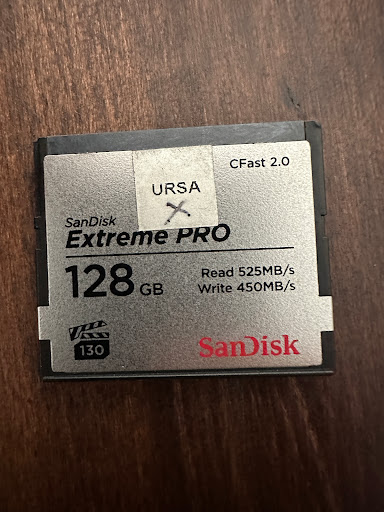 CFast 2.0
URSA
X
SanDisk
Extreme PRO
128 GB
Read 525MB/s
Write 450MB/s
130
SanDisk